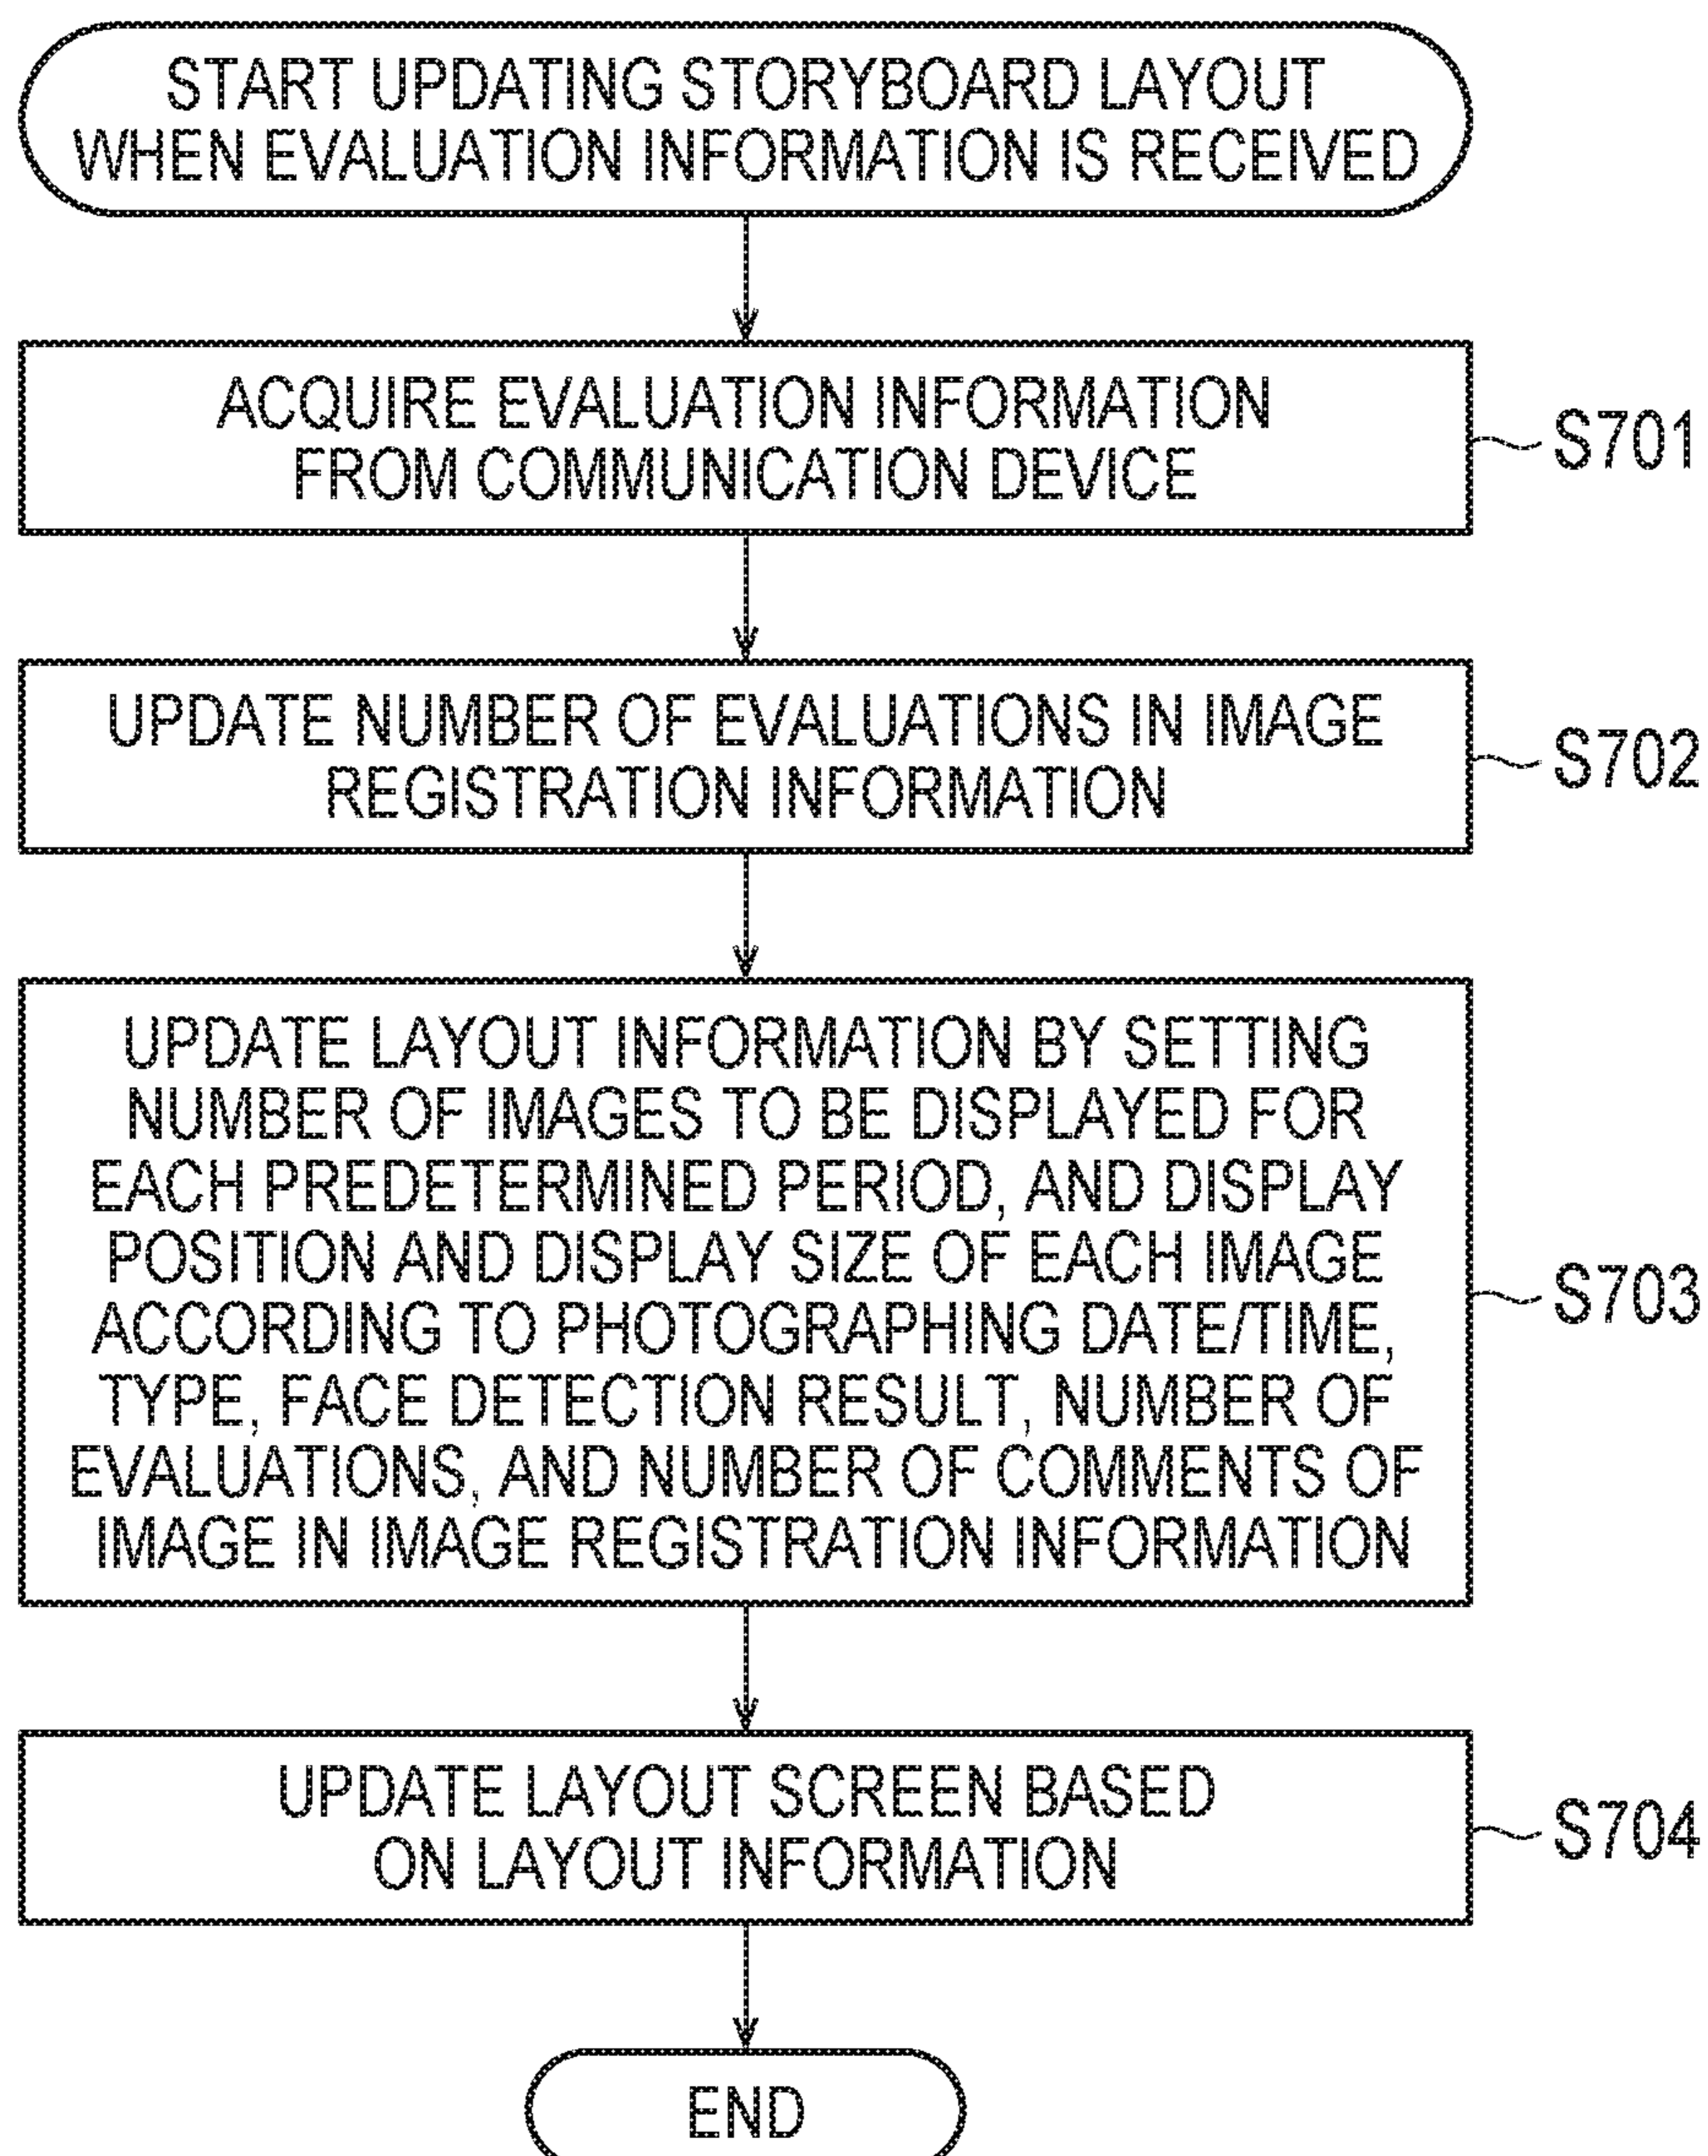 START UPDATING STORYBOARD LAYOUT
WHEN EVALUATION INFORMATION IS RECEIVED
ACQUIRE EVALUATION INFORMATION
FROM COMMUNICATION DEVICE
S701
UPDATE NUMBER OF EVALUATIONS IN IMAGE
REGISTRATION INFORMATION
S702
UPDATE LAYOUT INFORMATION BY SETTING
NUMBER OF IMAGES TO BE DISPLAYED FOR
EACH PREDETERMINED PERIOD, AND DISPLAY
POSITION AND DISPLAY SIZE OF EACH IMAGE
ACCORDING TO PHOTOGRAPHING DATE/TIME,
TYPE, FACE DETECTION RESULT, NUMBER OF
EVALUATIONS, AND NUMBER OF COMMENTS OF
IMAGE IN IMAGE REGISTRATION INFORMATION
S703
UPDATE LAYOUT SCREEN BASED
ON LAYOUT INFORMATION
S704
END